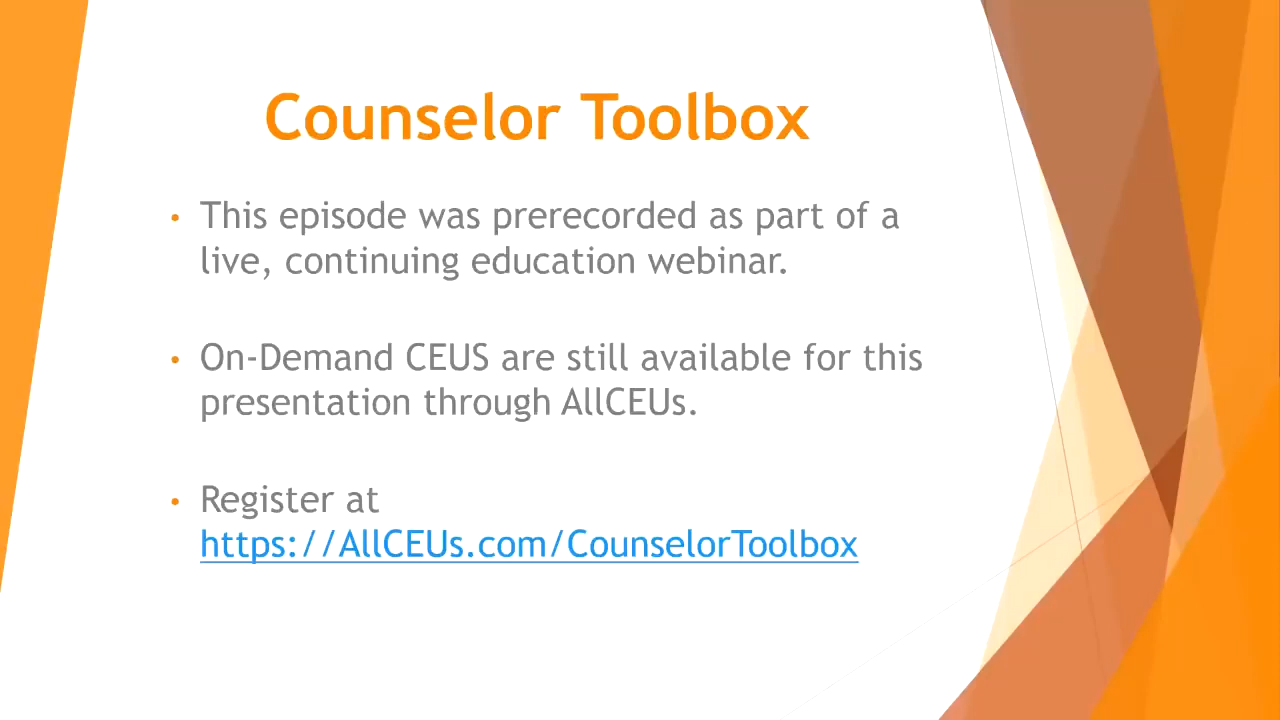 Counselor Toolbox
• This episode was prerecorded as part of a
live, continuing education webinar.
• On-Demand CEUS are still available for this
presentation through AllCEUs.
• Register at
https://AllCEUs.com/CounselorToolbox